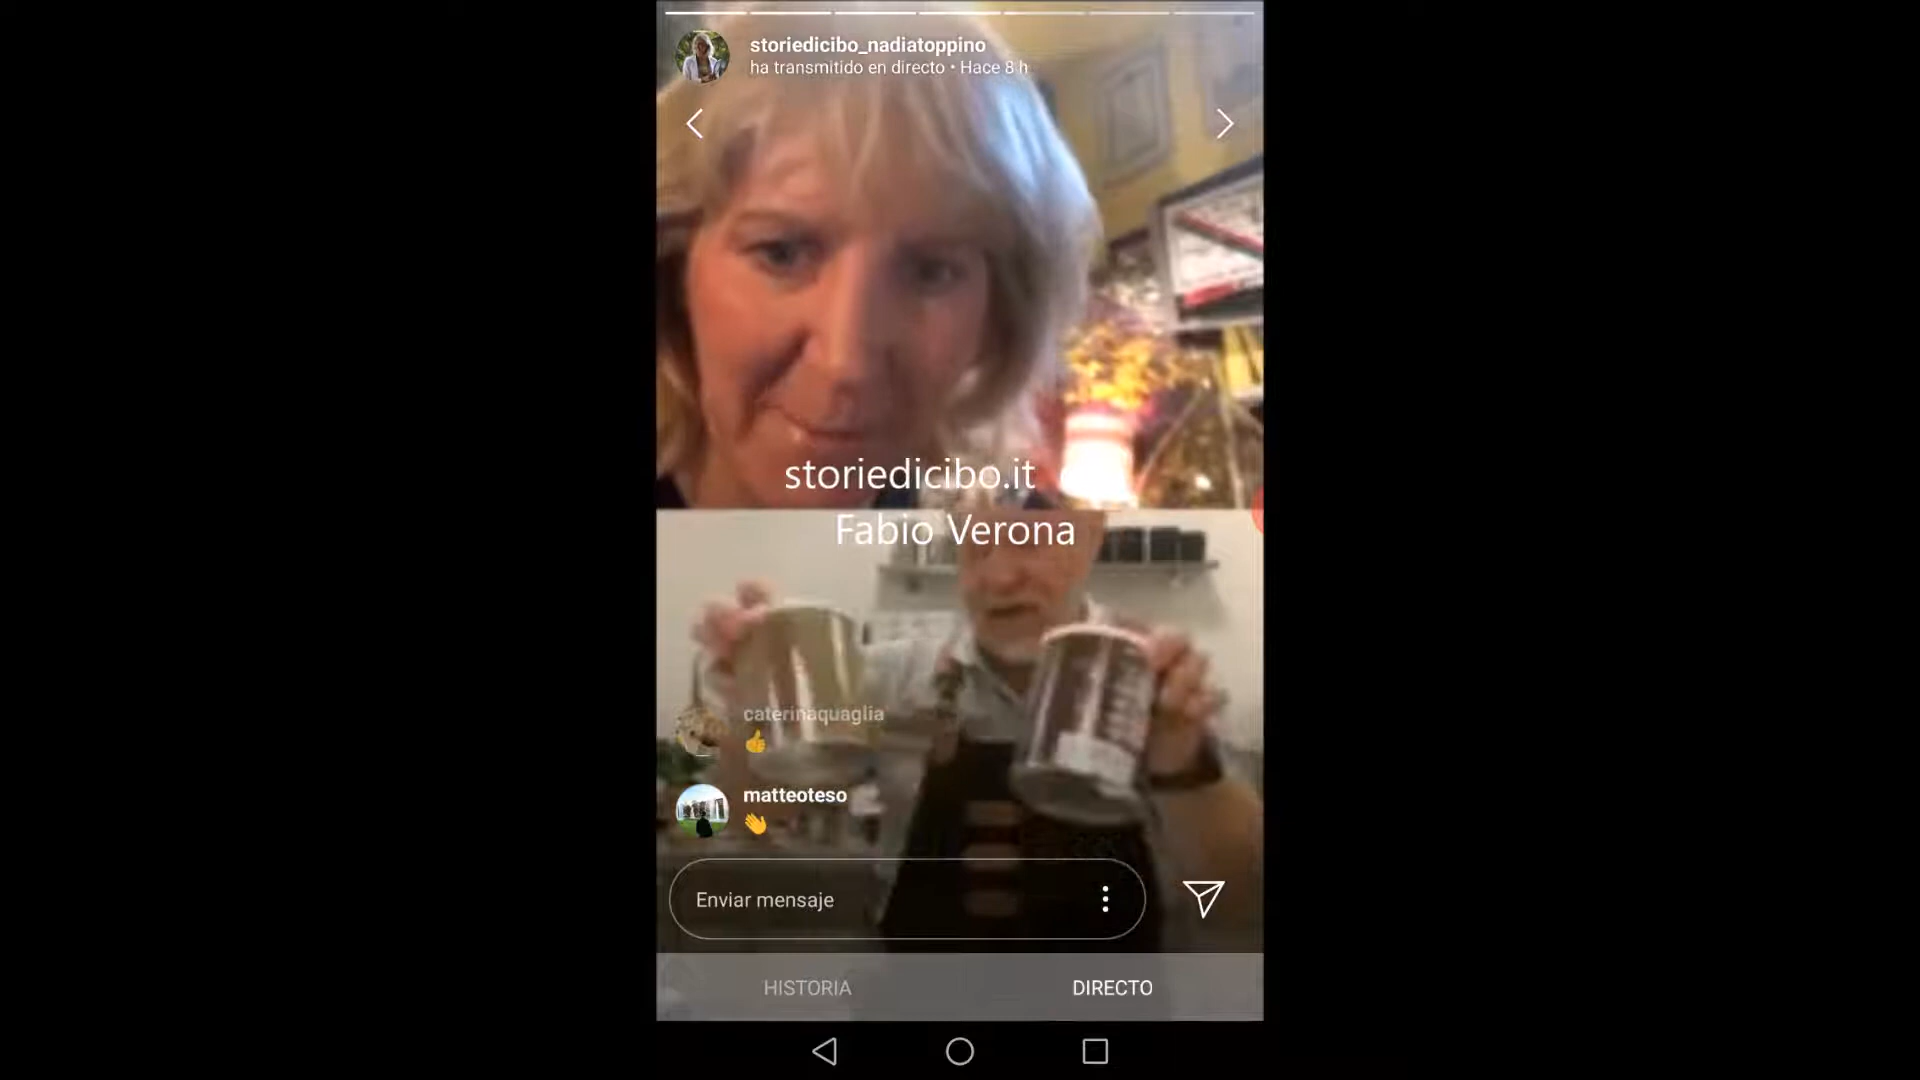 storiedicibo_nadiatoppino
ha transmitido en directo • Hace 8 h
storiedicibo.it
Fabio Verona
caterinaquaglia
👍
matteoteso
👋
Enviar mensaje
HISTORIA
DIRECTO